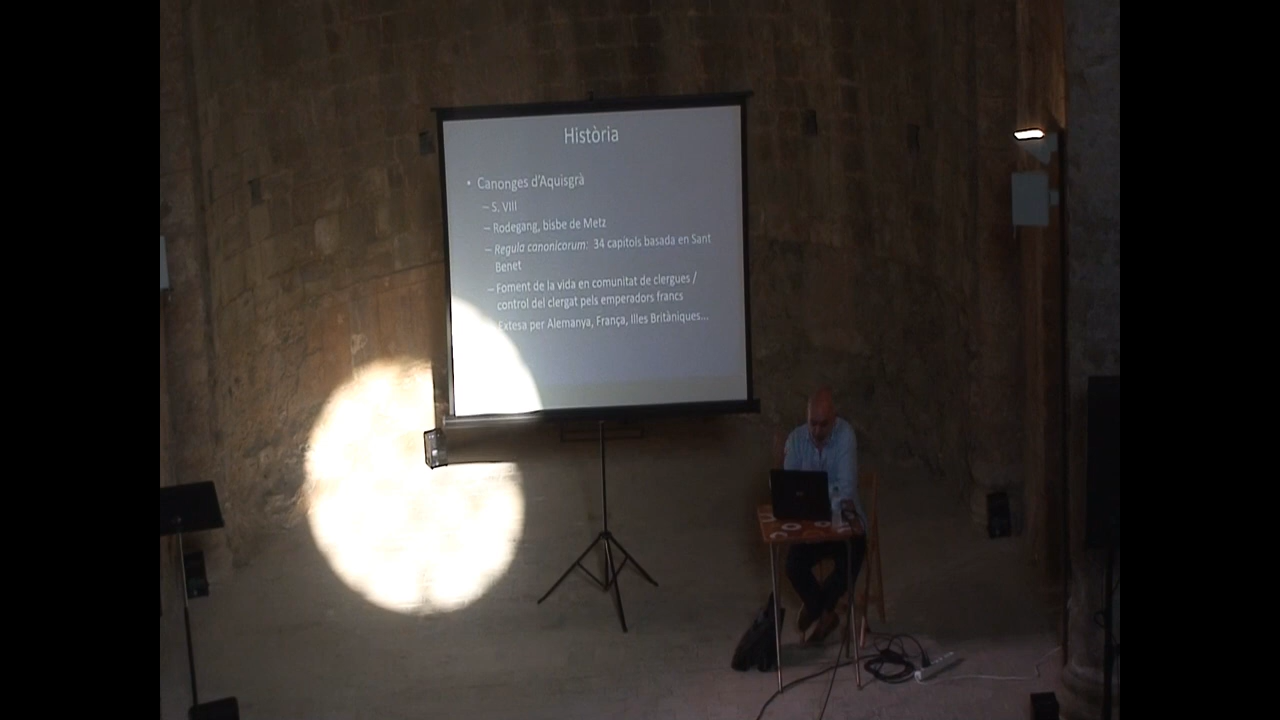 Història
• Canonges d'Aquisgrà
– S. VIII
– Rodegang, bisbe de Metz
– Regula canonicorum: 34 capitols basada en Sant
Benet
– Foment de la vida en comunitat de clergues /
control del clergat pels emperadors francs
Extesa per Alemanya, França, Illes Britàniques...